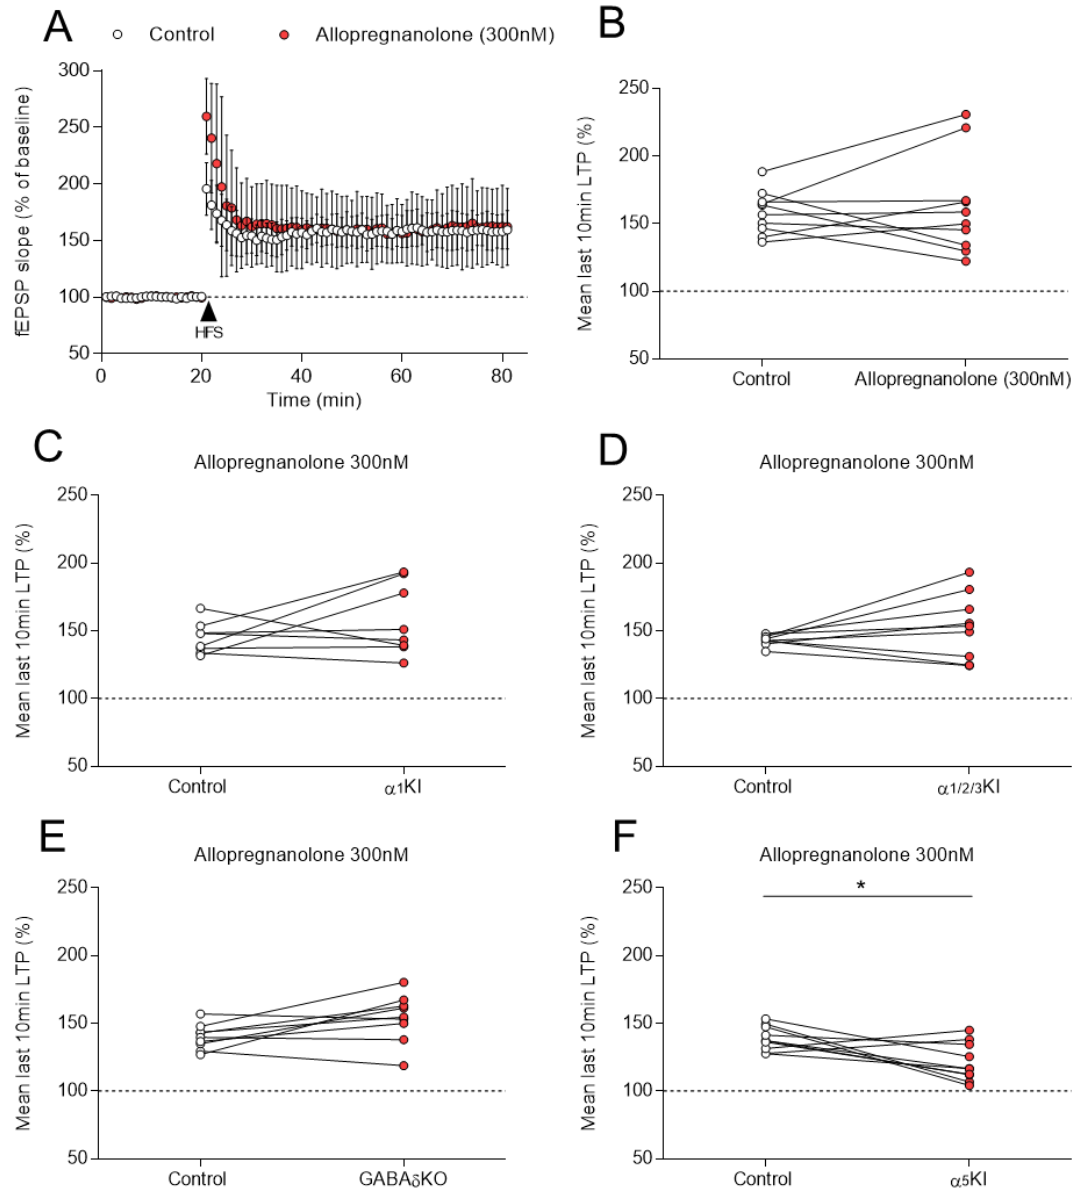 A
Control
Allopregnanolone (300nM)
fEPSP slope (% of baseline)
300
250
200
150
100
50
HFS
0
20
40
60
80
Time (min)
B
Mean last 10min LTP (%)
250
200
150
100
50
Control
Allopregnanolone (300nM)
C
Allopregnanolone 300nM
Mean last 10min LTP (%)
250
200
150
100
50
Control
α1KI
D
Allopregnanolone 300nM
Mean last 10min LTP (%)
250
200
150
100
50
Control
α1/2/3KI
E
Allopregnanolone 300nM
Mean last 10min LTP (%)
250
200
150
100
50
Control
GABAδKO
F
Allopregnanolone 300nM
Mean last 10min LTP (%)
250
200
150
100
50
*
Control
α5KI